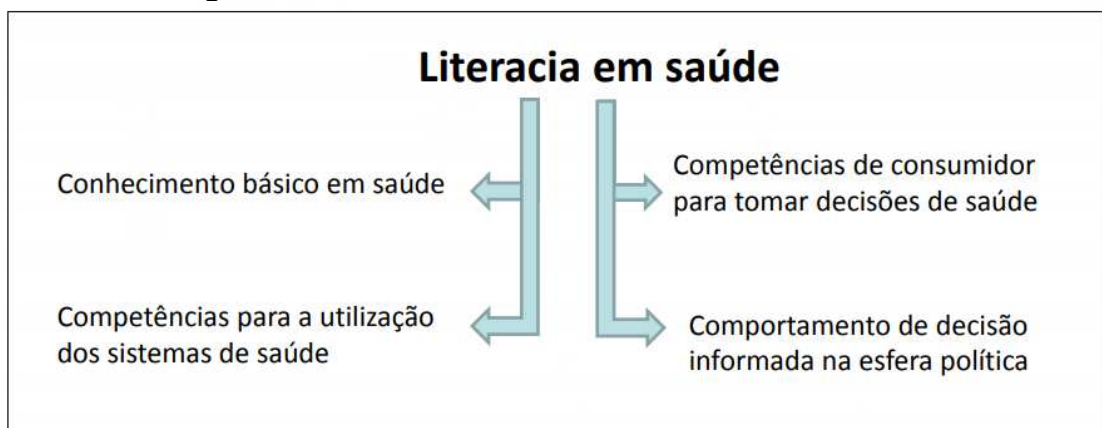 Literacia em saúde
Conhecimento básico em saúde
Competências de consumidor
para tomar decisões de saúde
Competências para a utilização
dos sistemas de saúde
Comportamento de decisão
informada na esfera política